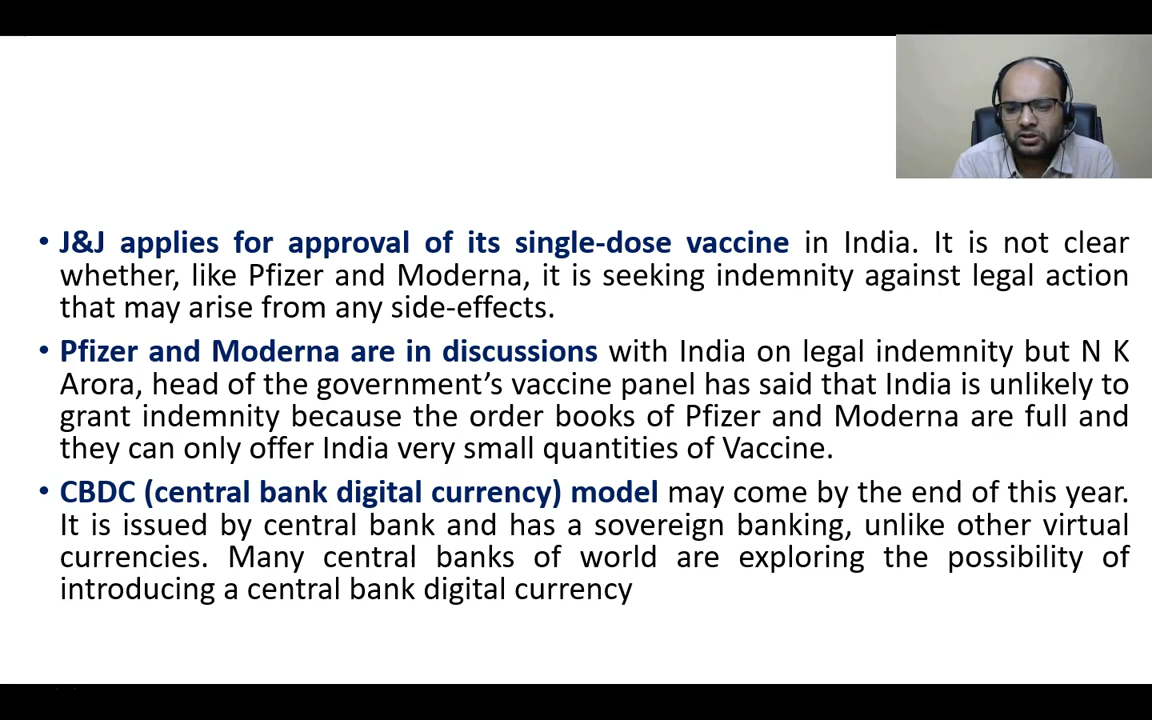 • J&J applies for approval of its single-dose vaccine in India. It is not clear
whether, like Pfizer and Moderna, it is seeking indemnity against legal action
that may arise from any side-effects.
• Pfizer and Moderna are in discussions with India on legal indemnity but N K
Arora, head of the government’s vaccine panel has said that India is unlikely to
grant indemnity because the order books of Pfizer and Moderna are full and
they can only offer India very small quantities of Vaccine.
• CBDC (central bank digital currency) model may come by the end of this year.
It is issued by central bank and has a sovereign banking, unlike other virtual
currencies. Many central banks of world are exploring the possibility of
introducing a central bank digital currency